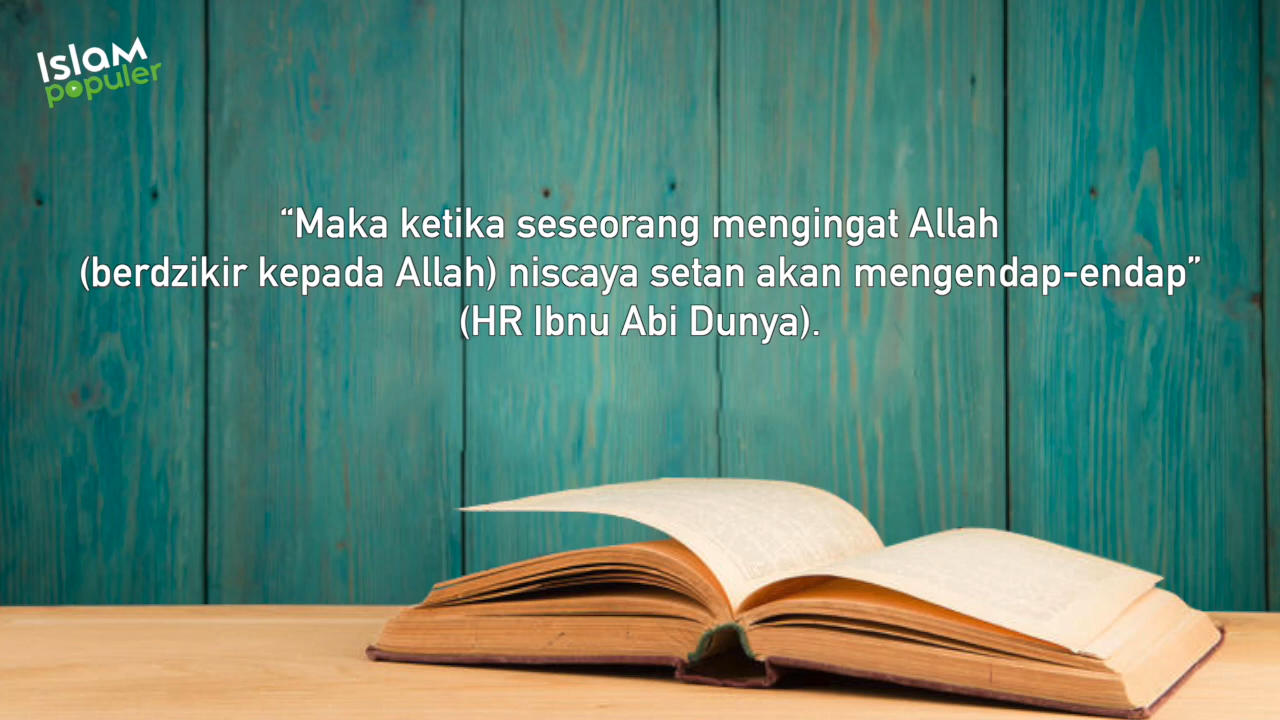 Islam
populer
“Maka ketika seseorang mengingat Allah
(berdzikir kepada Allah) niscaya setan akan mengendap-endap”
(HR Ibnu Abi Dunya).